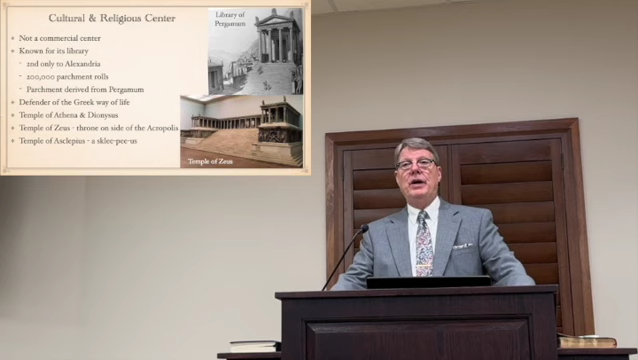 Cultural & Religious Center
Library of
Pergamum
Not a commercial center
Known for its library
2nd only to Alexandria
200,000 parchment rolls
Parchment derived from Pergamum
Defender of the Greek way of life
Temple of Athena & Dionysus
Temple of Zeus - throne on side of the Acropolis
Temple of Asclepius - a sklee-pee-us
Temple of Zeus